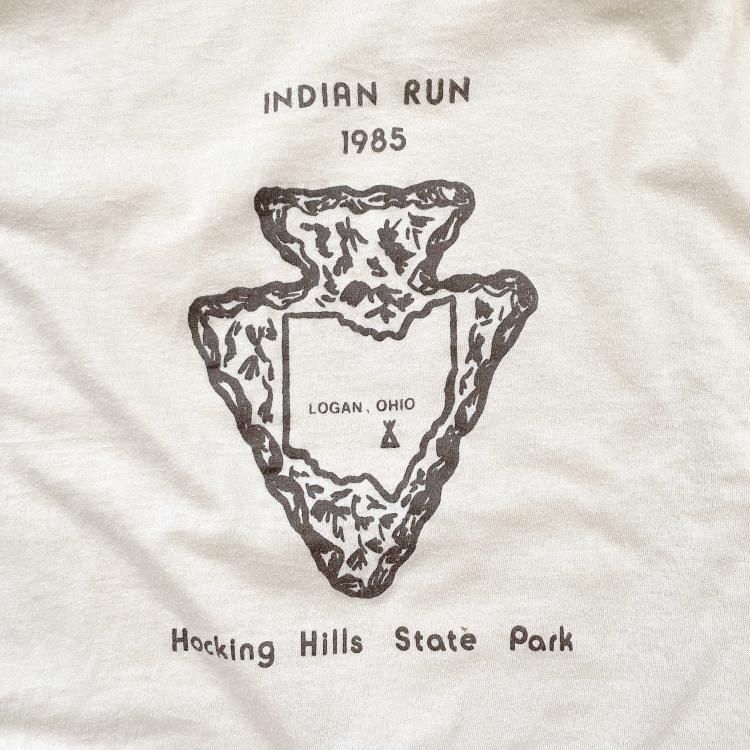 INDIAN RUN
1985
LOGAN, OHIO
Hocking Hills State Park